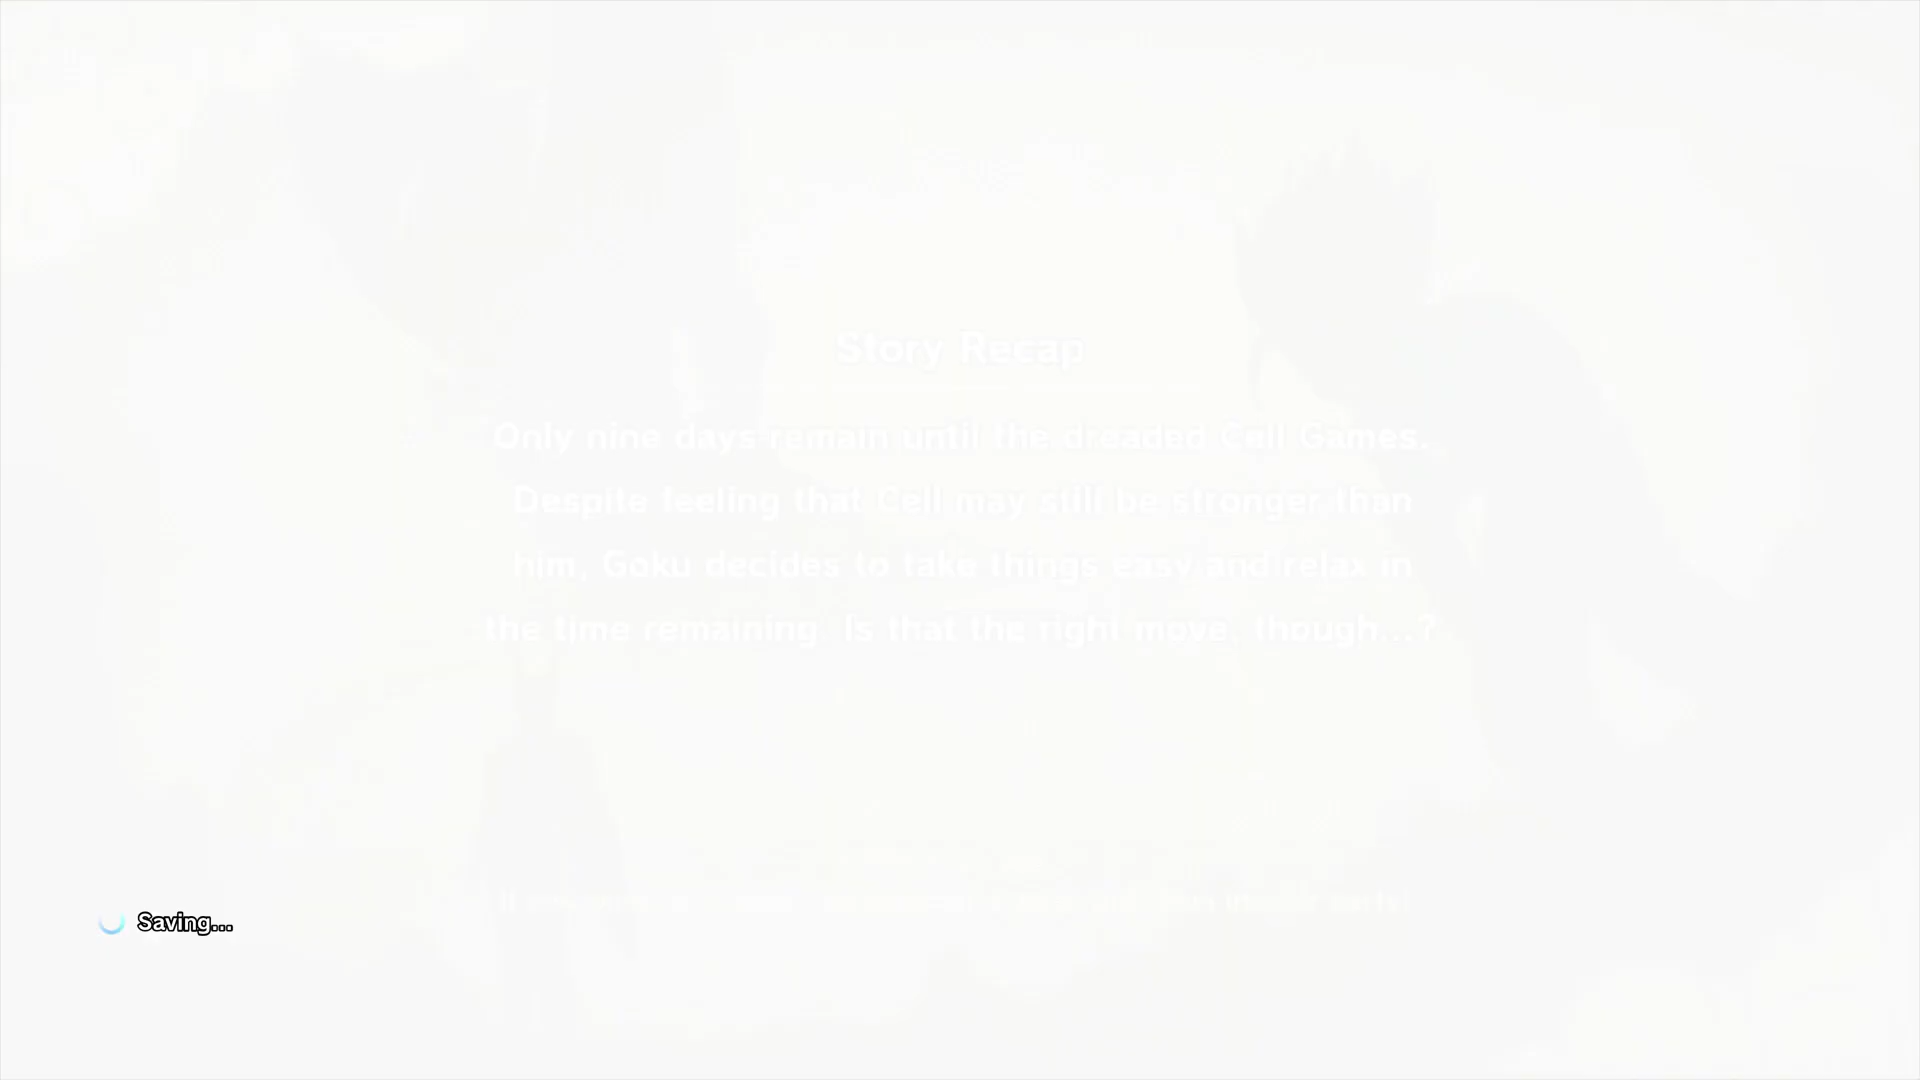 Story Recap
Only nine days remain until the dreaded Cell Games.
Despite feeling that Cell may still be stronger than
him, Goku decides to take things easy and relax in
the time remaining. Is that the right move, though...?
Saving...